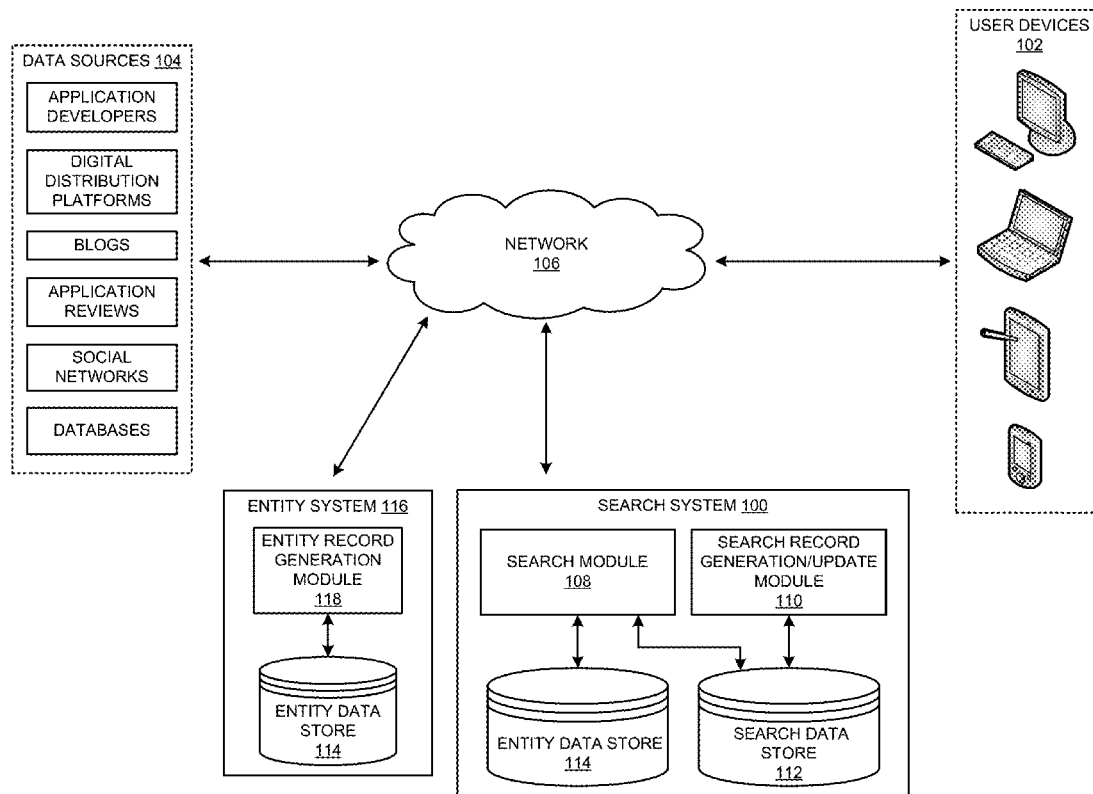 DATA SOURCES 104
APPLICATION
DEVELOPERS
DIGITAL
DISTRIBUTION
PLATFORMS
BLOGS
APPLICATION
REVIEWS
SOCIAL
NETWORKS
DATABASES
NETWORK
106
USER DEVICES
102
ENTITY SYSTEM 116
ENTITY RECORD
GENERATION
MODULE
118
ENTITY DATA
STORE
114
SEARCH SYSTEM 100
SEARCH MODULE
108
SEARCH RECORD
GENERATION/UPDATE
MODULE
110
ENTITY DATA STORE
114
SEARCH DATA
STORE
112